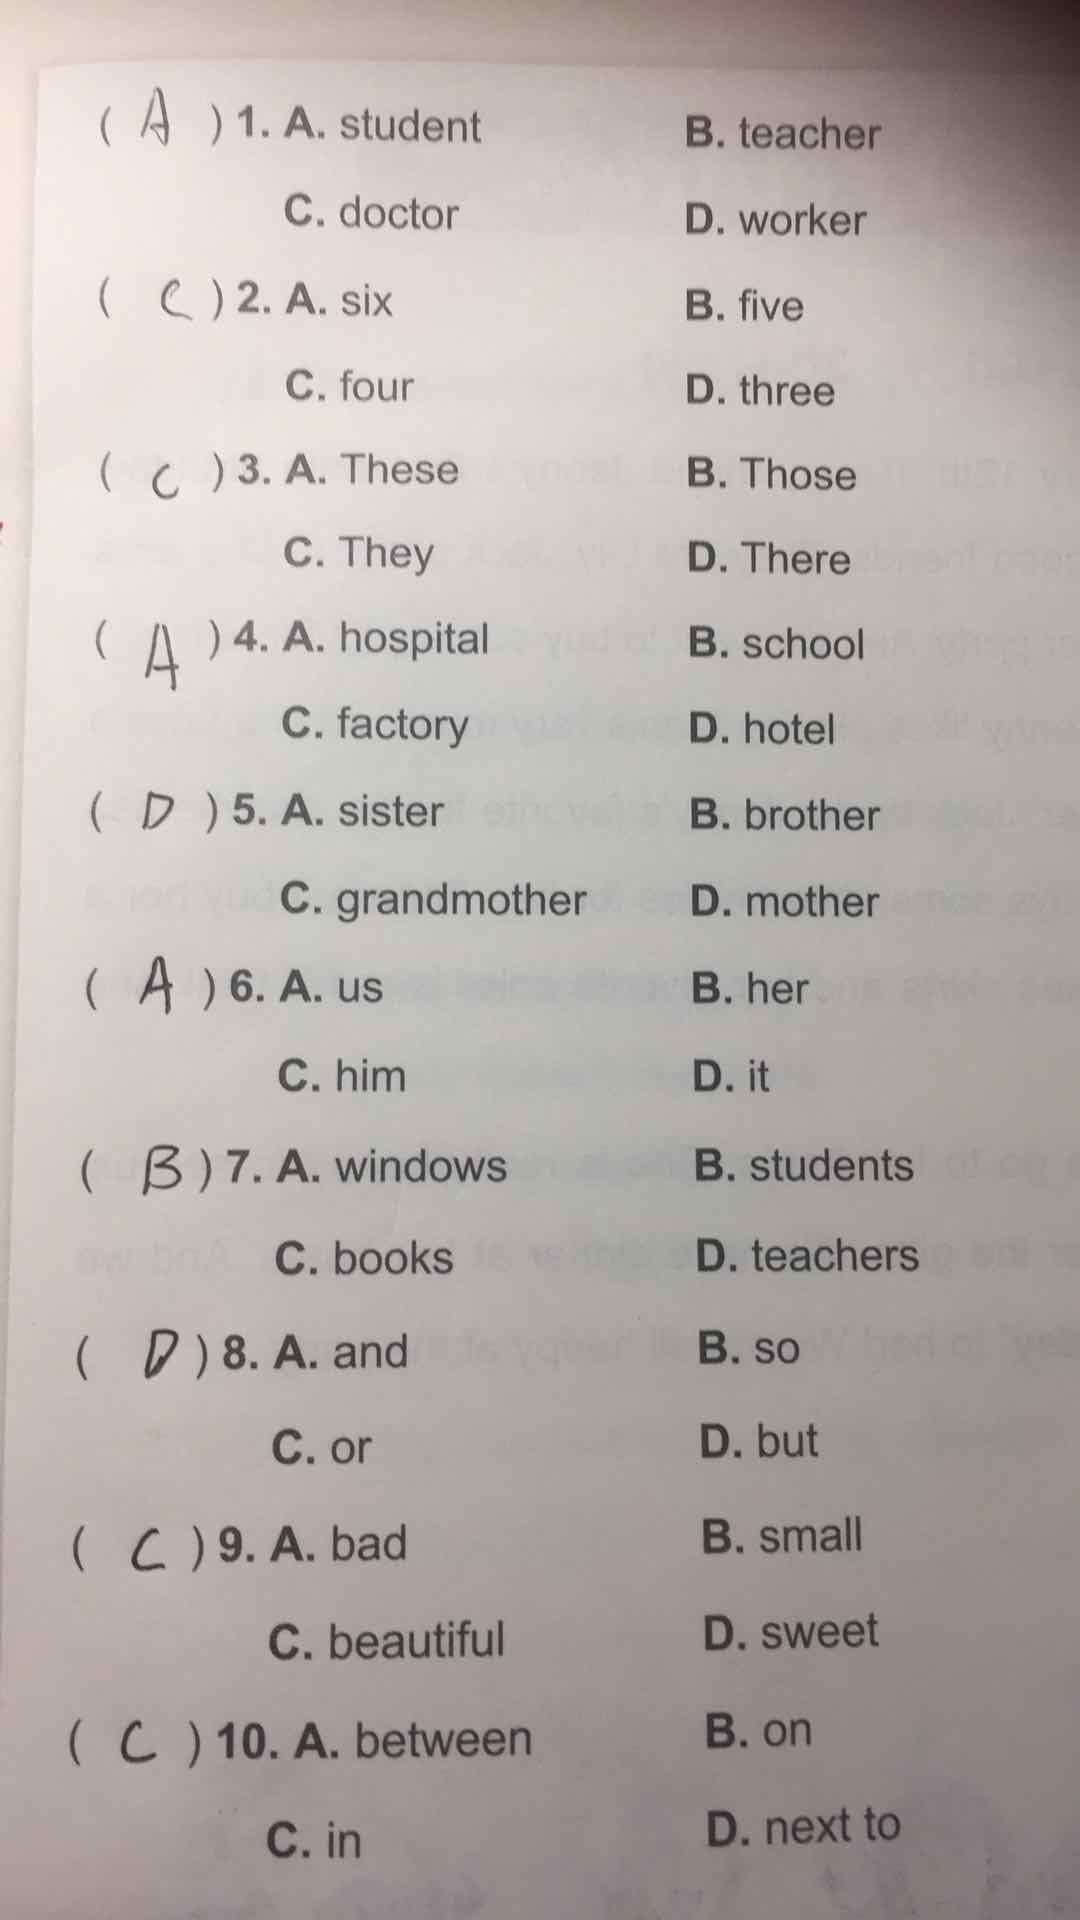 ( A ) 1. A. student B. teacher
C. doctor D. worker
( C ) 2. A. six B. five
C. four D. three
( C ) 3. A. These B. Those
C. They D. There
( A ) 4. A. hospital B. school
C. factory D. hotel
( D ) 5. A. sister B. brother
C. grandmother D. mother
( A ) 6. A. us B. her
C. him D. it
( B ) 7. A. windows B. students
C. books D. teachers
( D ) 8. A. and B. so
C. or D. but
( C ) 9. A. bad B. small
C. beautiful D. sweet
( C ) 10. A. between B. on
C. in D. next to